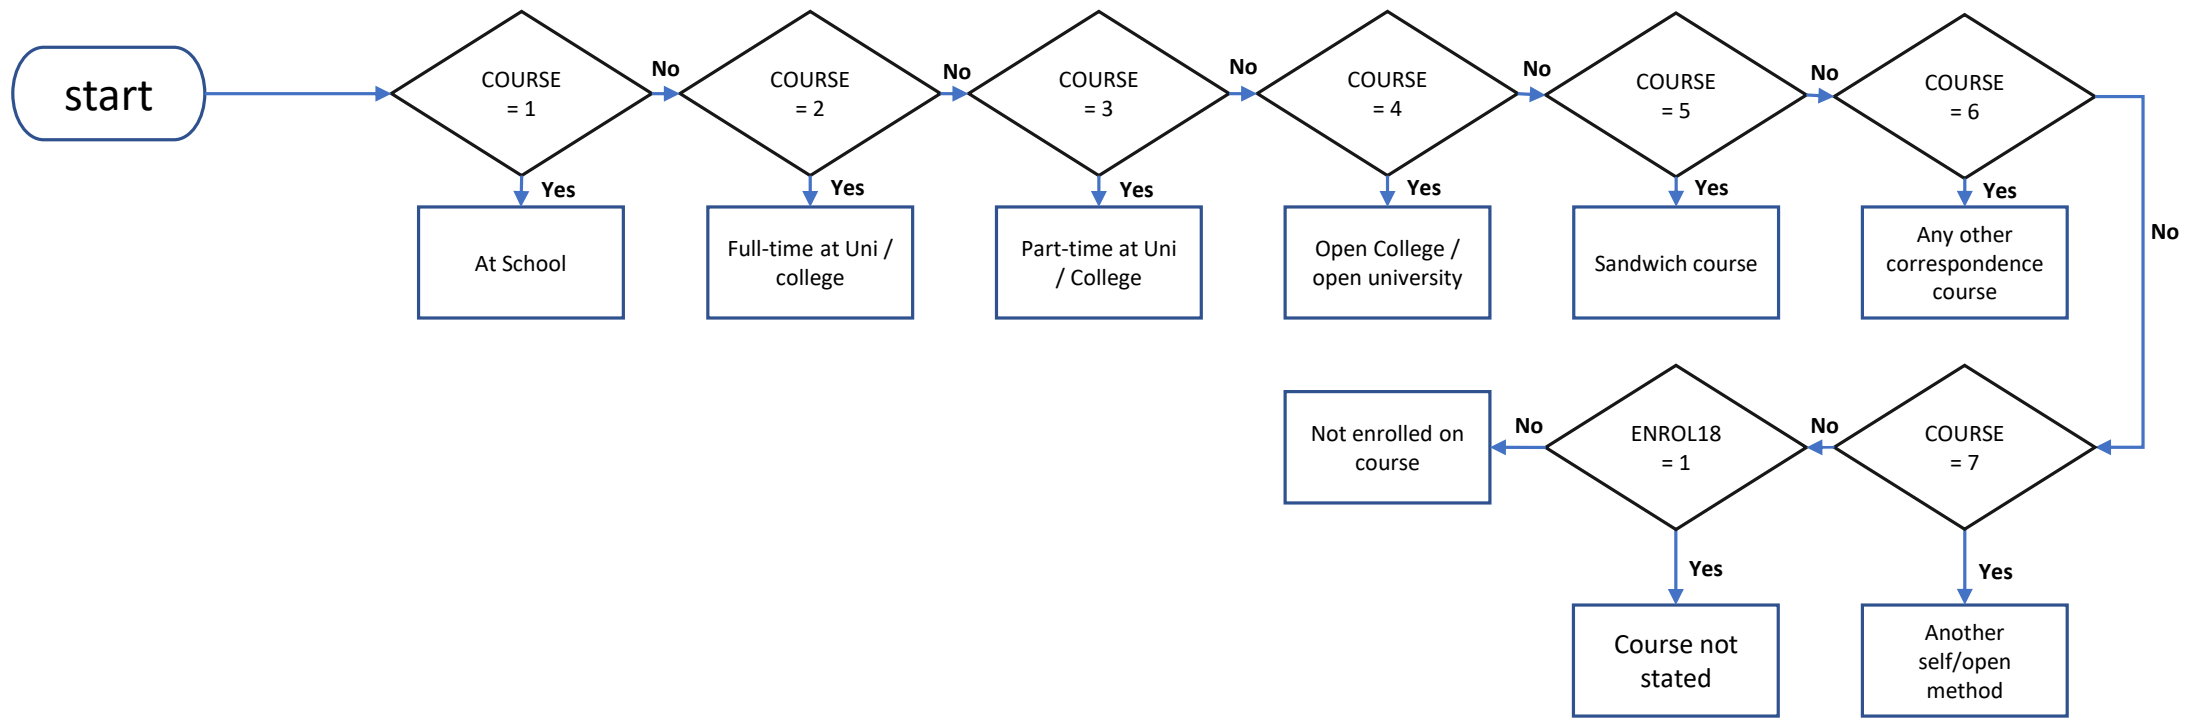 start
COURSE
= 1
No
COURSE
= 2
No
COURSE
= 3
No
COURSE
= 4
No
COURSE
= 5
No
COURSE
= 6
No
Yes
Yes
Yes
Yes
Yes
Yes
At School
Full-time at Uni /
college
Part-time at Uni
/ College
Open College /
open university
Sandwich course
Any other
correspondence
course
COURSE
= 7
No
ENROL18
= 1
No
Not enrolled on
course
Yes
Yes
Course not
stated
Another
self/open
method